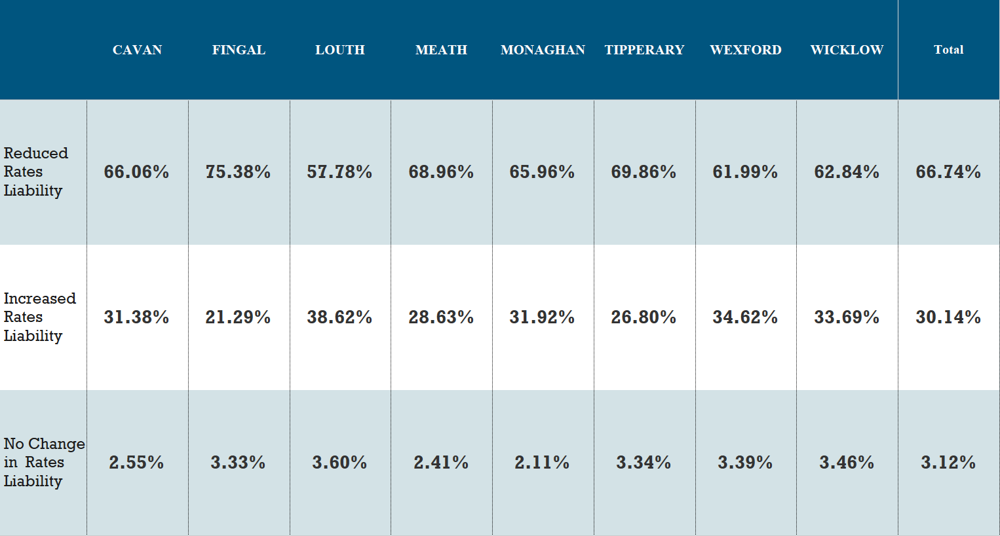 CAVAN FINGAL LOUTH MEATH MONAGHAN TIPPERARY WEXFORD WICKLOW Total
Reduced
Rates
Liability
66.06% 75.38% 57.78% 68.96% 65.96% 69.86% 61.99% 62.84% 66.74%
Increased
Rates
Liability
31.38% 21.29% 38.62% 28.63% 31.92% 26.80% 34.62% 33.69% 30.14%
No Change
in Rates
Liability
2.55% 3.33% 3.60% 2.41% 2.11% 3.34% 3.39% 3.46% 3.12%